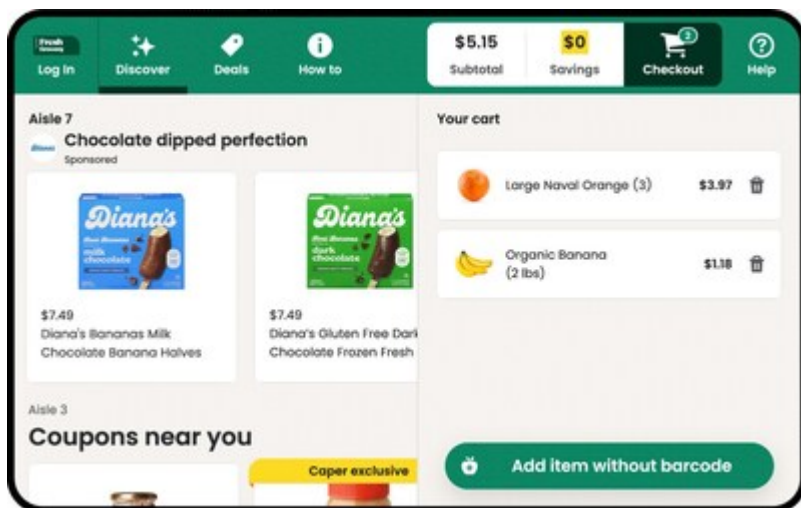 Fresh
Log In
Discover
Deals
How to
$5.15
Subtotal
$0
Savings
2
Checkout
Help
Aisle 7
Chocolate dipped perfection
Sponsored
Diana's
milk
chocolate
$7.49
Diana's Bananas Milk
Chocolate Banana Halves
Diana's
dark
chocolate
$7.49
Diana's Gluten Free Dark
Chocolate Frozen Fresh
Aisle 3
Coupons near you
Caper exclusive
Your cart
Large Naval Orange (3)
$3.97
Organic Banana
(2 lbs)
$1.18
Add item without barcode